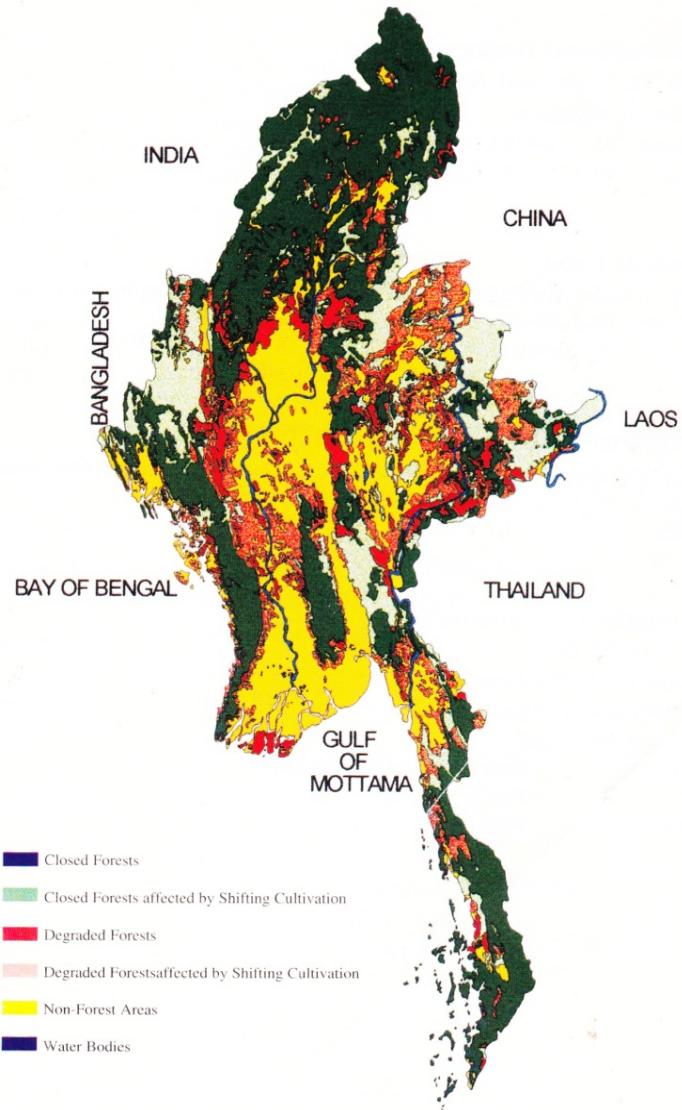 INDIA
CHINA
BANGLADESH
LAOS
BAY OF BENGAL
THAILAND
GULF
OF
MOTTAMA
Closed Forests
Closed Forests affected by Shifting Cultivation
Degraded Forests
Degraded Forestsaffected by Shifting Cultivation
Non-Forest Areas
Water Bodies